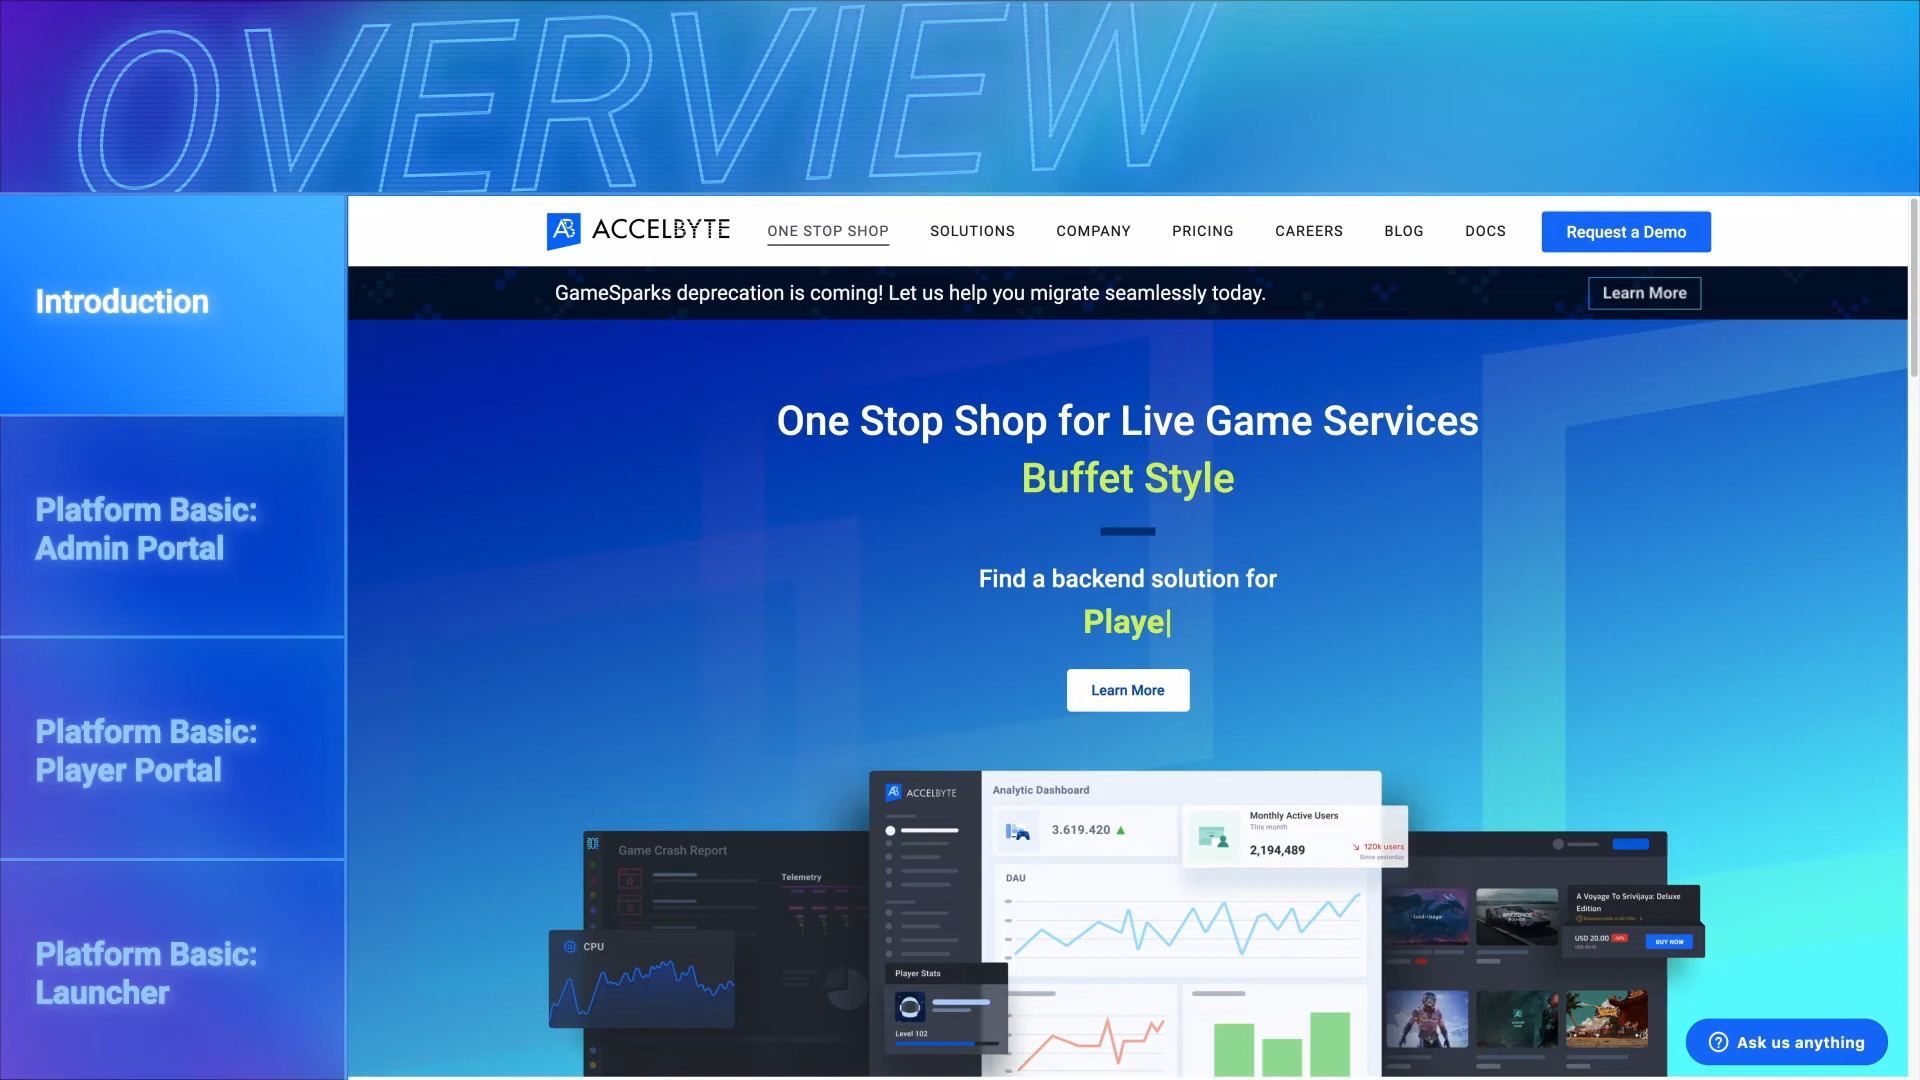 OVERVIEW
Introduction
Platform Basic:
Admin Portal
Platform Basic:
Player Portal
Platform Basic:
Launcher
ACCELBYTE
ONE STOP SHOP
SOLUTIONS
COMPANY
PRICING
CAREERS
BLOG
DOCS
Request a Demo
GameSparks deprecation is coming! Let us help you migrate seamlessly today.
Learn More
One Stop Shop for Live Game Services
Buffet Style
Find a backend solution for
Playe|
Learn More
ACCELBYTE
Analytic Dashboard
3.619.420
Monthly Active Users
This month
2,194,489
120k users
Since yesterday
DAU
Game Crash Report
Telemetry
CPU
Player Stats
Level 102
A Voyage To Srivijaya: Deluxe
Edition
USD 20.00
BUY NOW
Ask us anything